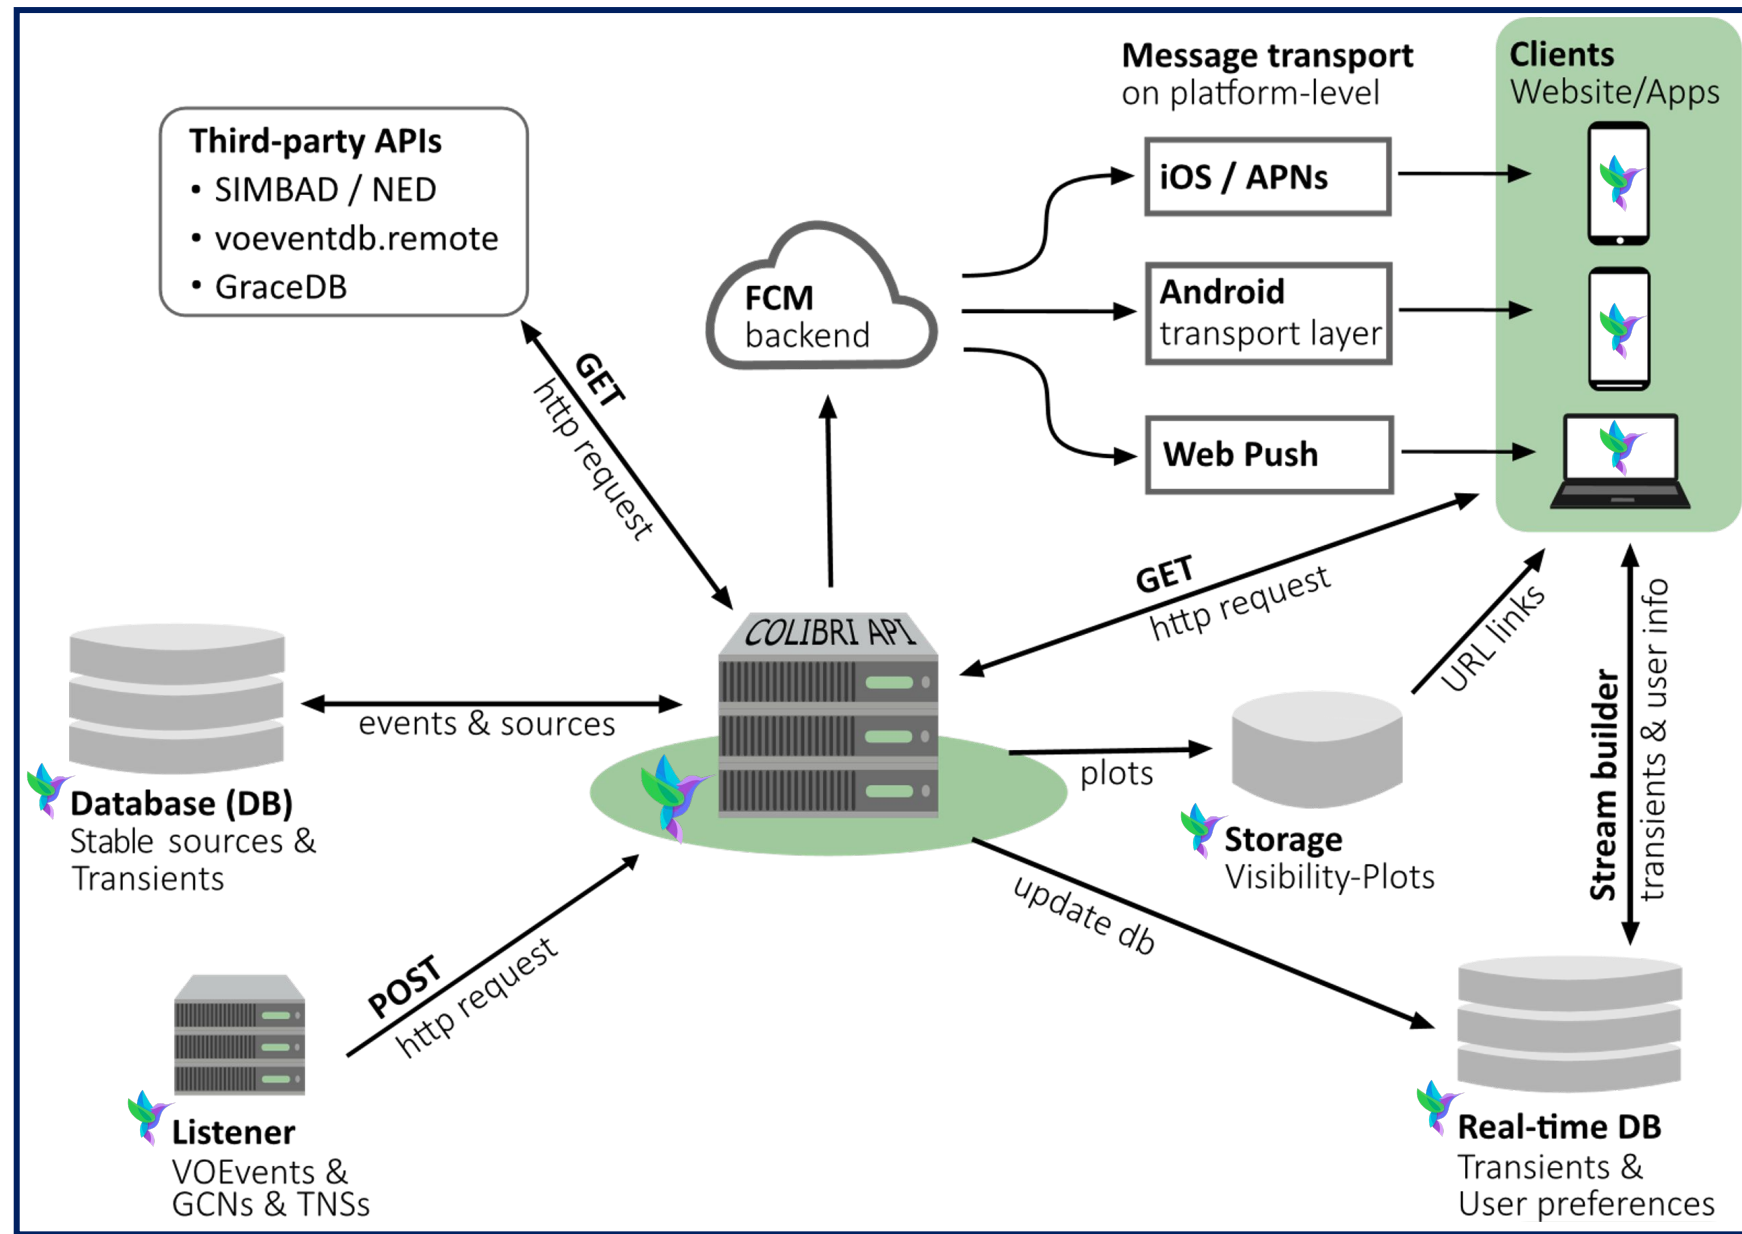 Message transport
on platform-level
Clients
Website/Apps
Third-party APIs
• SIMBAD / NED
• voeventdb.remote
• GraceDB
iOS / APNs
FCM
backend
Android
transport layer
Web Push
GET
http request
GET
http request
COLIBRI API
URL links
Stream builder
transients & user info
events & sources
plots
Database (DB)
Stable sources &
Transients
Storage
Visibility-Plots
update db
POST
http request
Listener
VOEvents &
GCNs & TNSs
Real-time DB
Transients &
User preferences